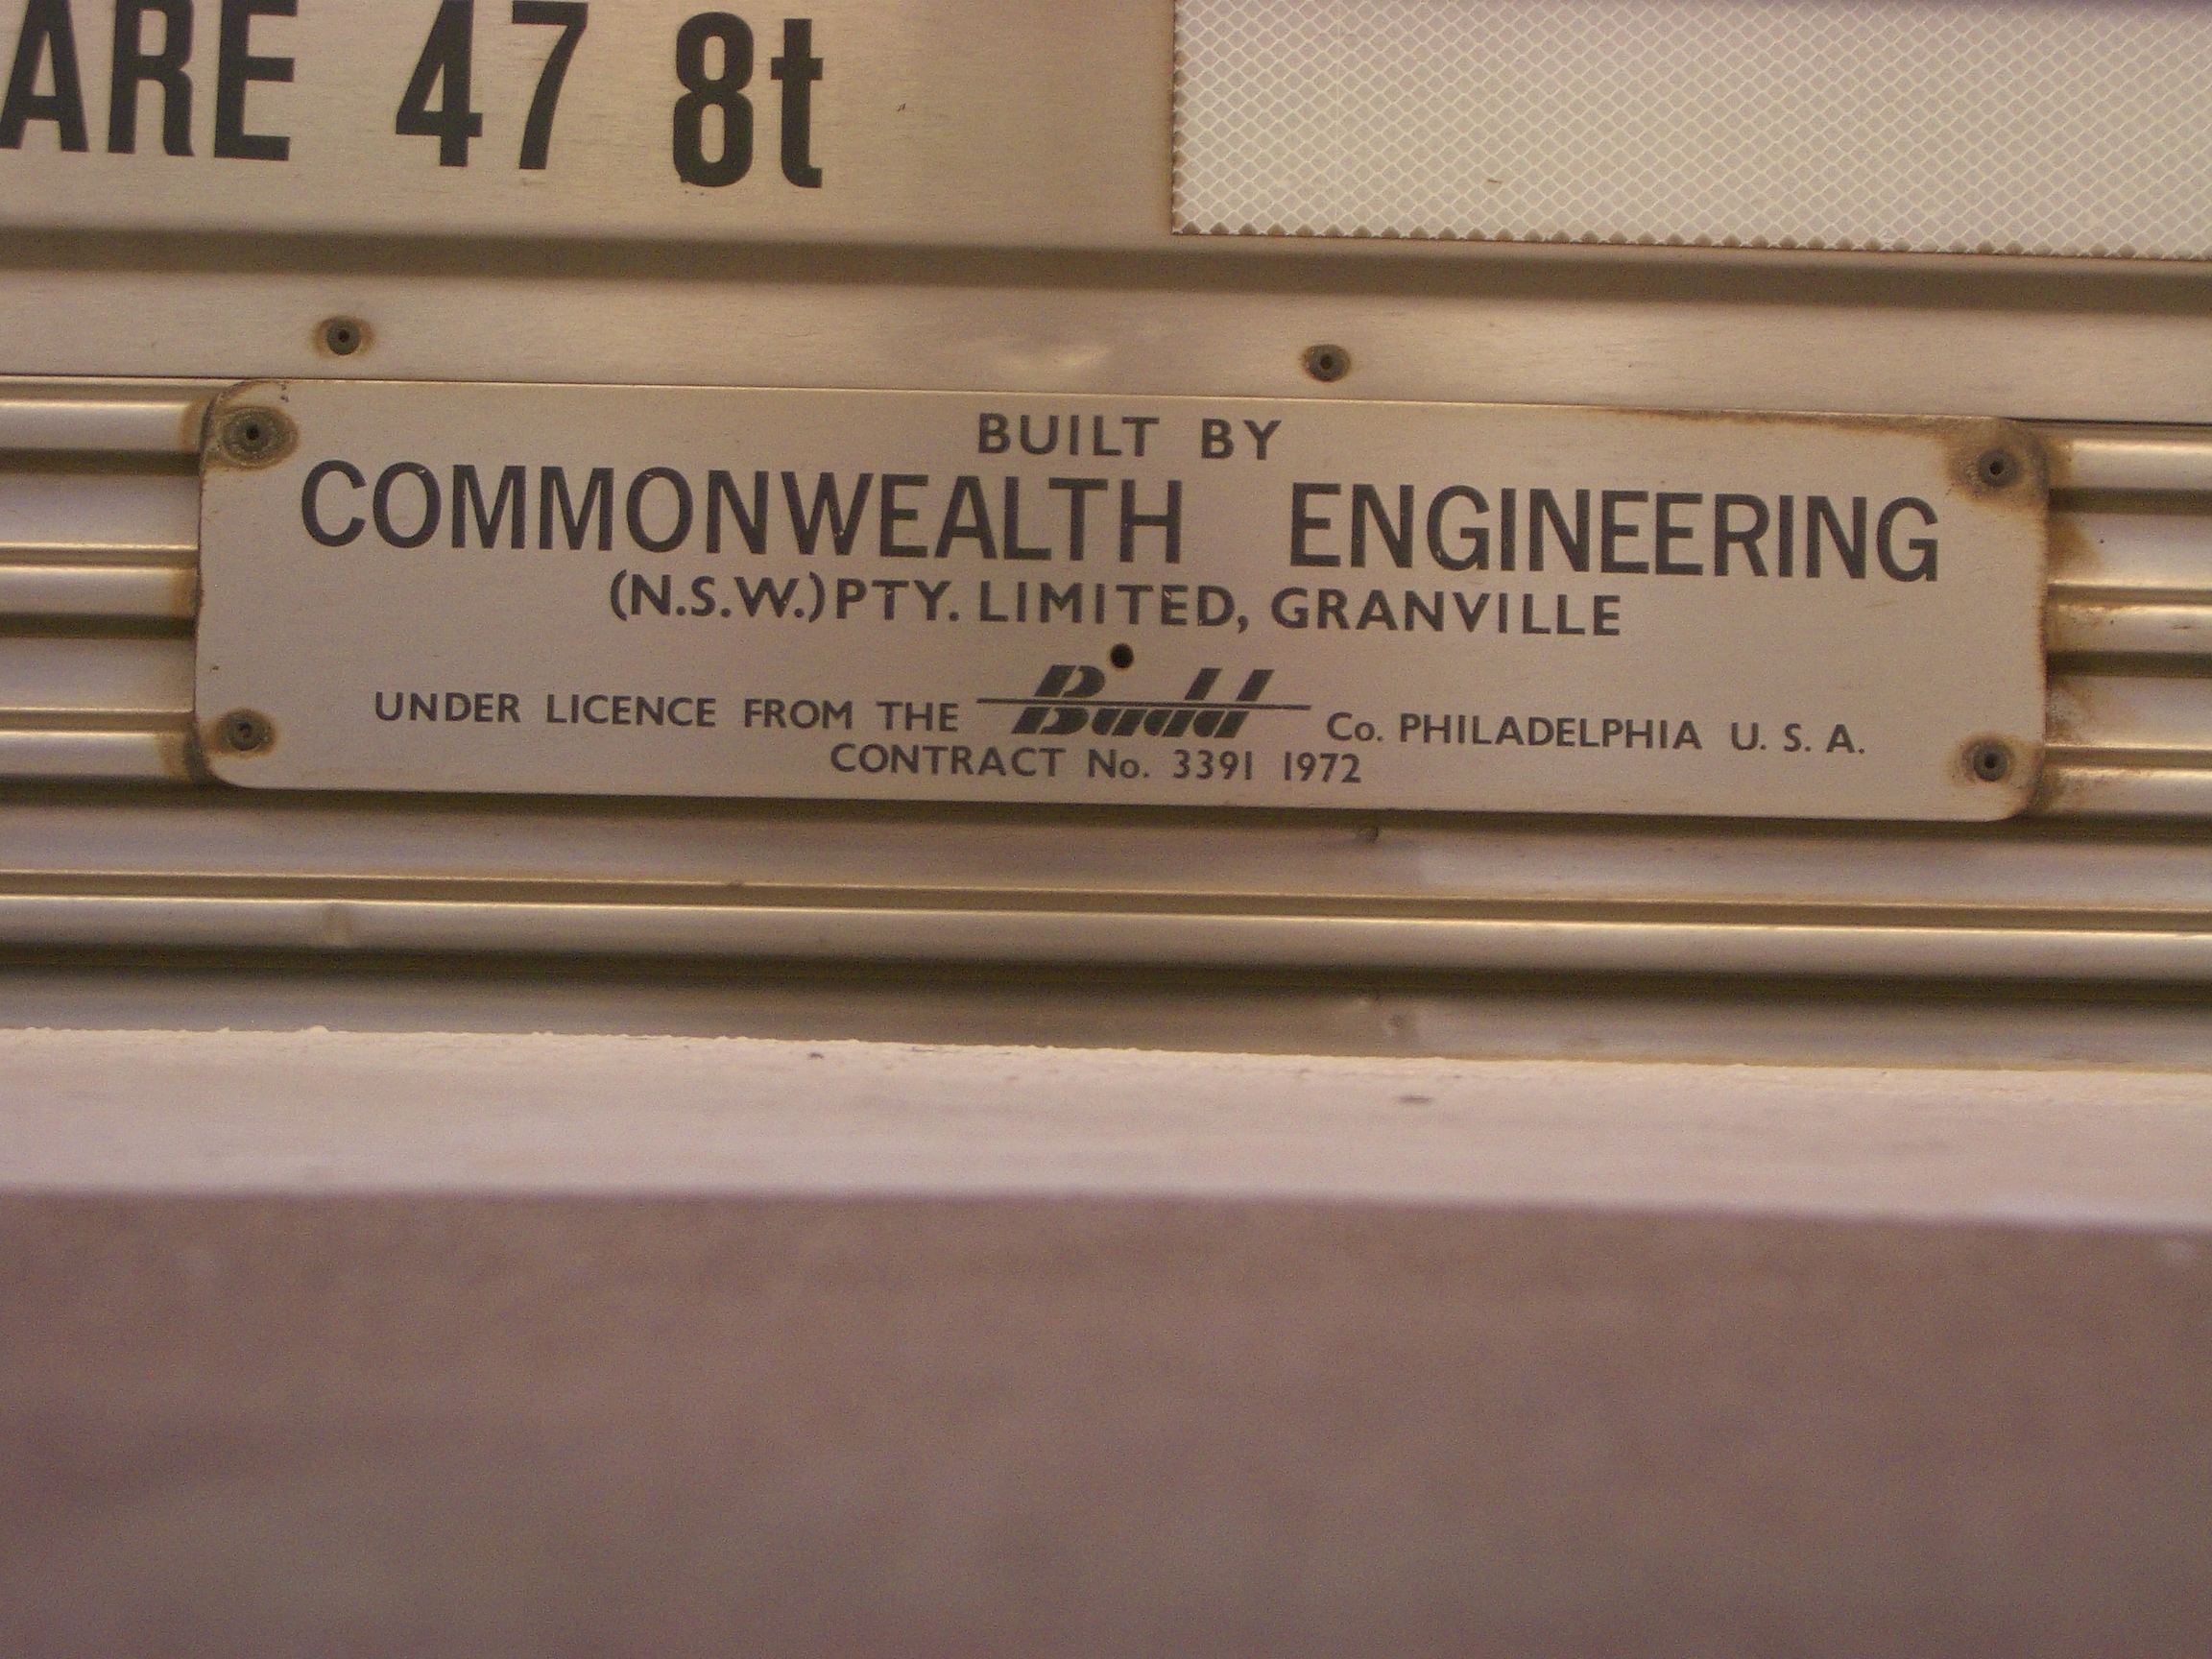 ARE 47 8t
BUILT BY
COMMONWEALTH ENGINEERING
(N.S.W.) PTY. LIMITED, GRANVILLE
UNDER LICENCE FROM THE Budd Co. PHILADELPHIA U. S. A.
CONTRACT No. 3391 1972